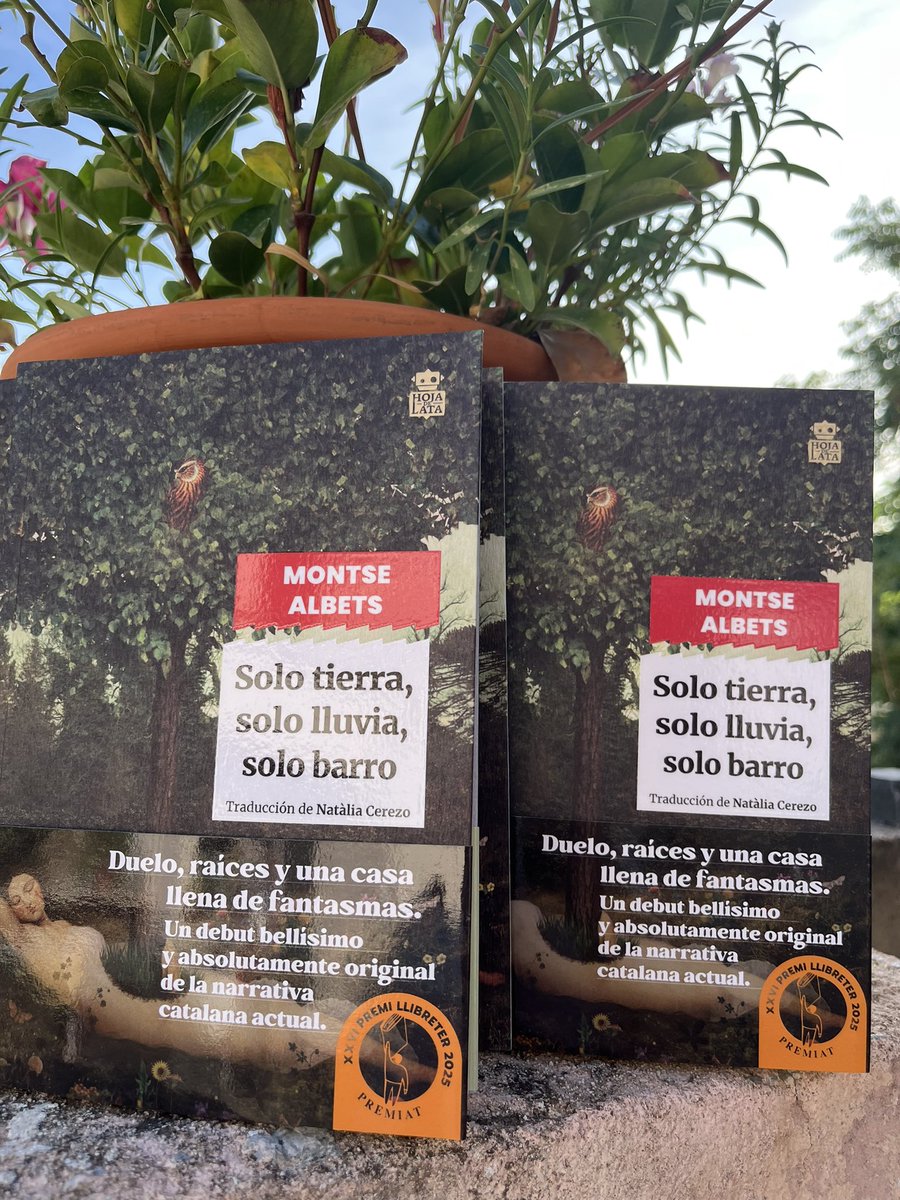 HOJA
DE
LATA
MONTSE
ALBETS
Solo tierra,
solo lluvia,
solo barro
Traducción de Natàlia Cerezo
Duelo, raíces y una casa
llena de fantasmas.
Un debut bellísimo
y absolutamente original
de la narrativa
catalana actual.
XXVI PREMI LLIBRETER 2025
PREMIAT
HOJA
DE
LATA
MONTSE
ALBETS
Solo tierra,
solo lluvia,
solo barro
Traducción de Natàlia Cerezo
Duelo, raíces y una casa
llena de fantasmas.
Un debut bellísimo
y absolutamente original
de la narrativa
catalana actual.
XXVI PREMI LLIBRETER 2025
PREMIAT